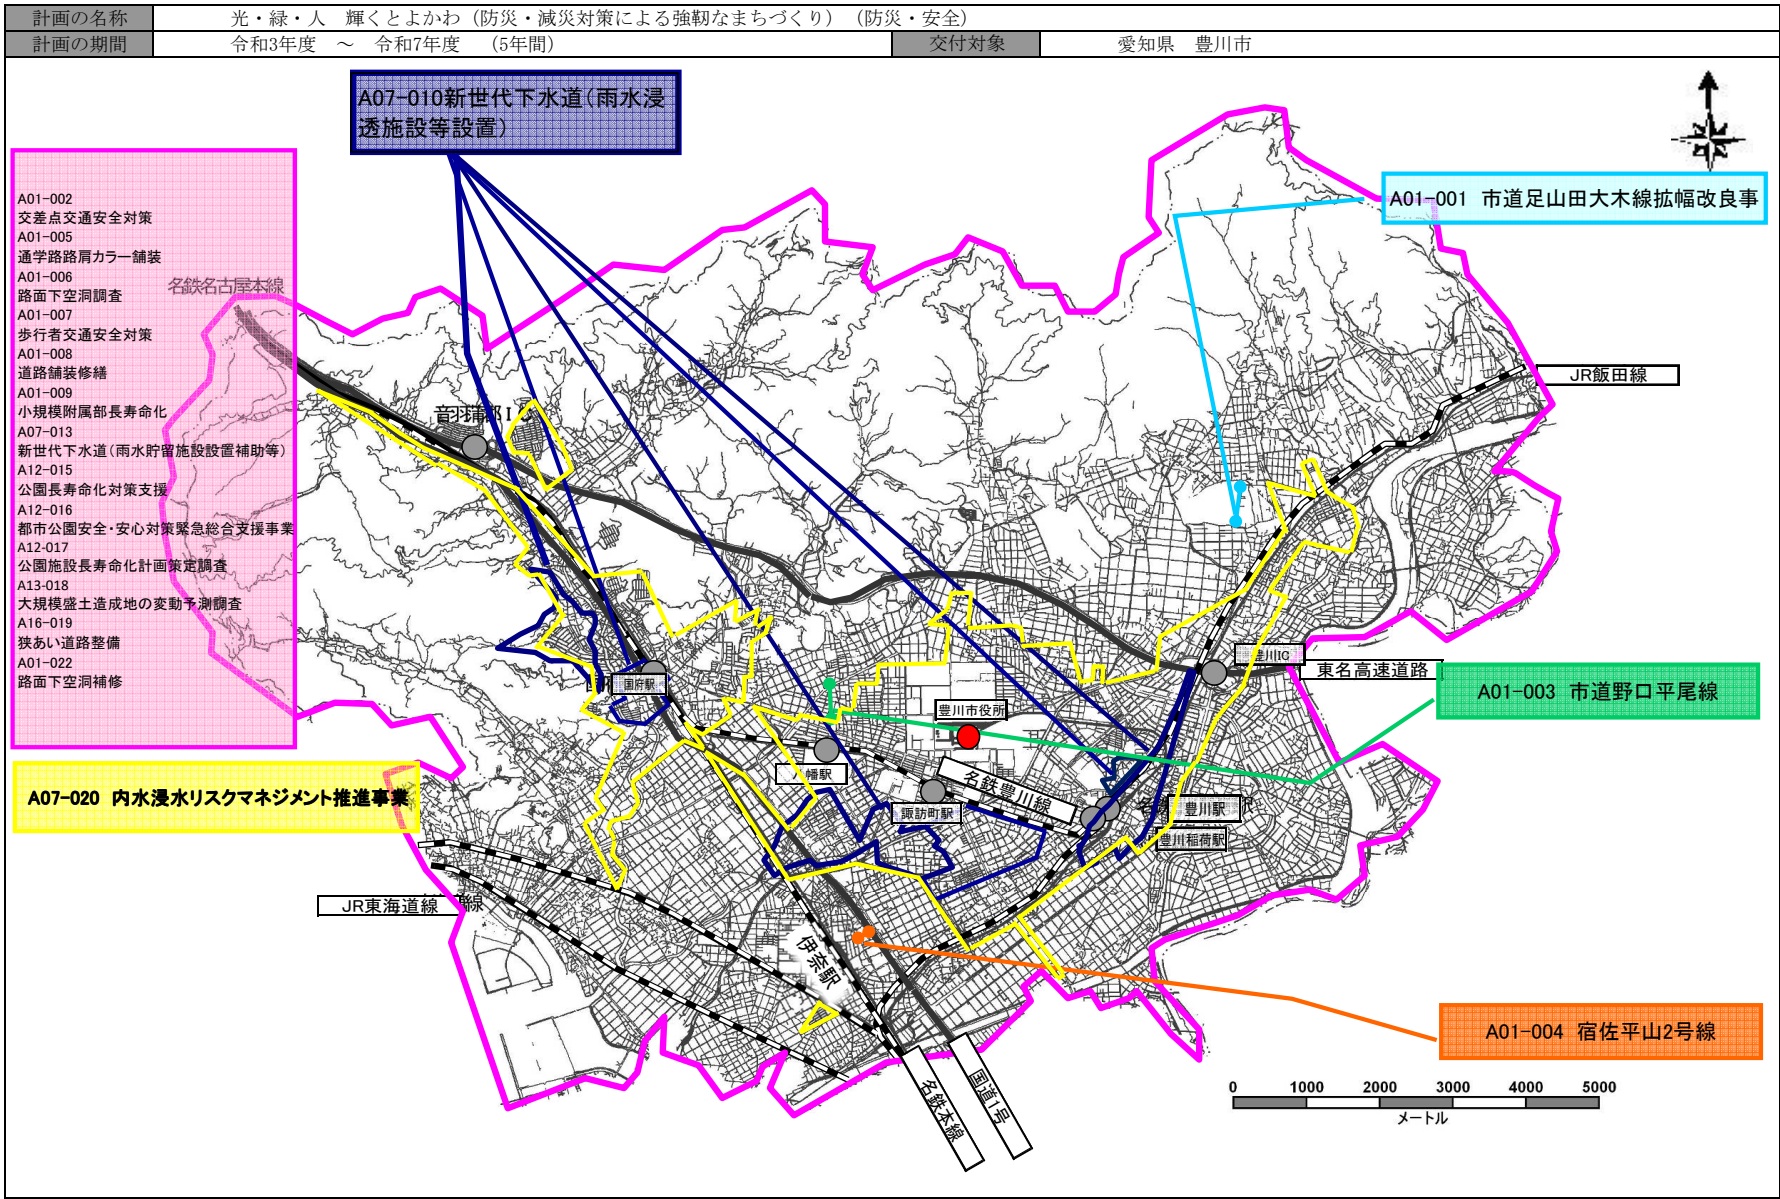 計画の名称 光・緑・人 輝くとよかわ（防災・減災対策による強靭なまちづくり）（防災・安全）
計画の期間 令和3年度 ～ 令和7年度 （5年間） 交付対象 愛知県 豊川市
A07-010新世代下水道（雨水浸
透施設等設置）
A01-002
交差点交通安全対策
A01-005
通学路路肩カラー舗装
A01-006
路面下空洞調査
A01-007
歩行者交通安全対策
A01-008
道路舗装修繕
A01-009
小規模附属部長寿命化
A07-013
新世代下水道（雨水貯留施設設置補助等）
A12-015
公園長寿命化対策支援
A12-016
都市公園安全・安心対策緊急総合支援事業
A12-017
公園施設長寿命化計画策定調査
A13-018
大規模盛土造成地の変動予測調査
A16-019
狭あい道路整備
A01-022
路面下空洞補修
名鉄名古屋本線
A01-001 市道足山田大木線拡幅改良事
JR飯田線
音羽蒲郡I
豊川IC
東名高速道路
国府駅
A01-003 市道野口平尾線
豊川市役所
八幡駅
名鉄豊川線
諏訪町駅
豊川駅
豊川稲荷駅
A07-020 内水浸水リスクマネジメント推進事業
JR東海道線
線
伊奈駅
A01-004 宿佐平山2号線
名鉄本線
国道1号
0 1000 2000 3000 4000 5000
メートル